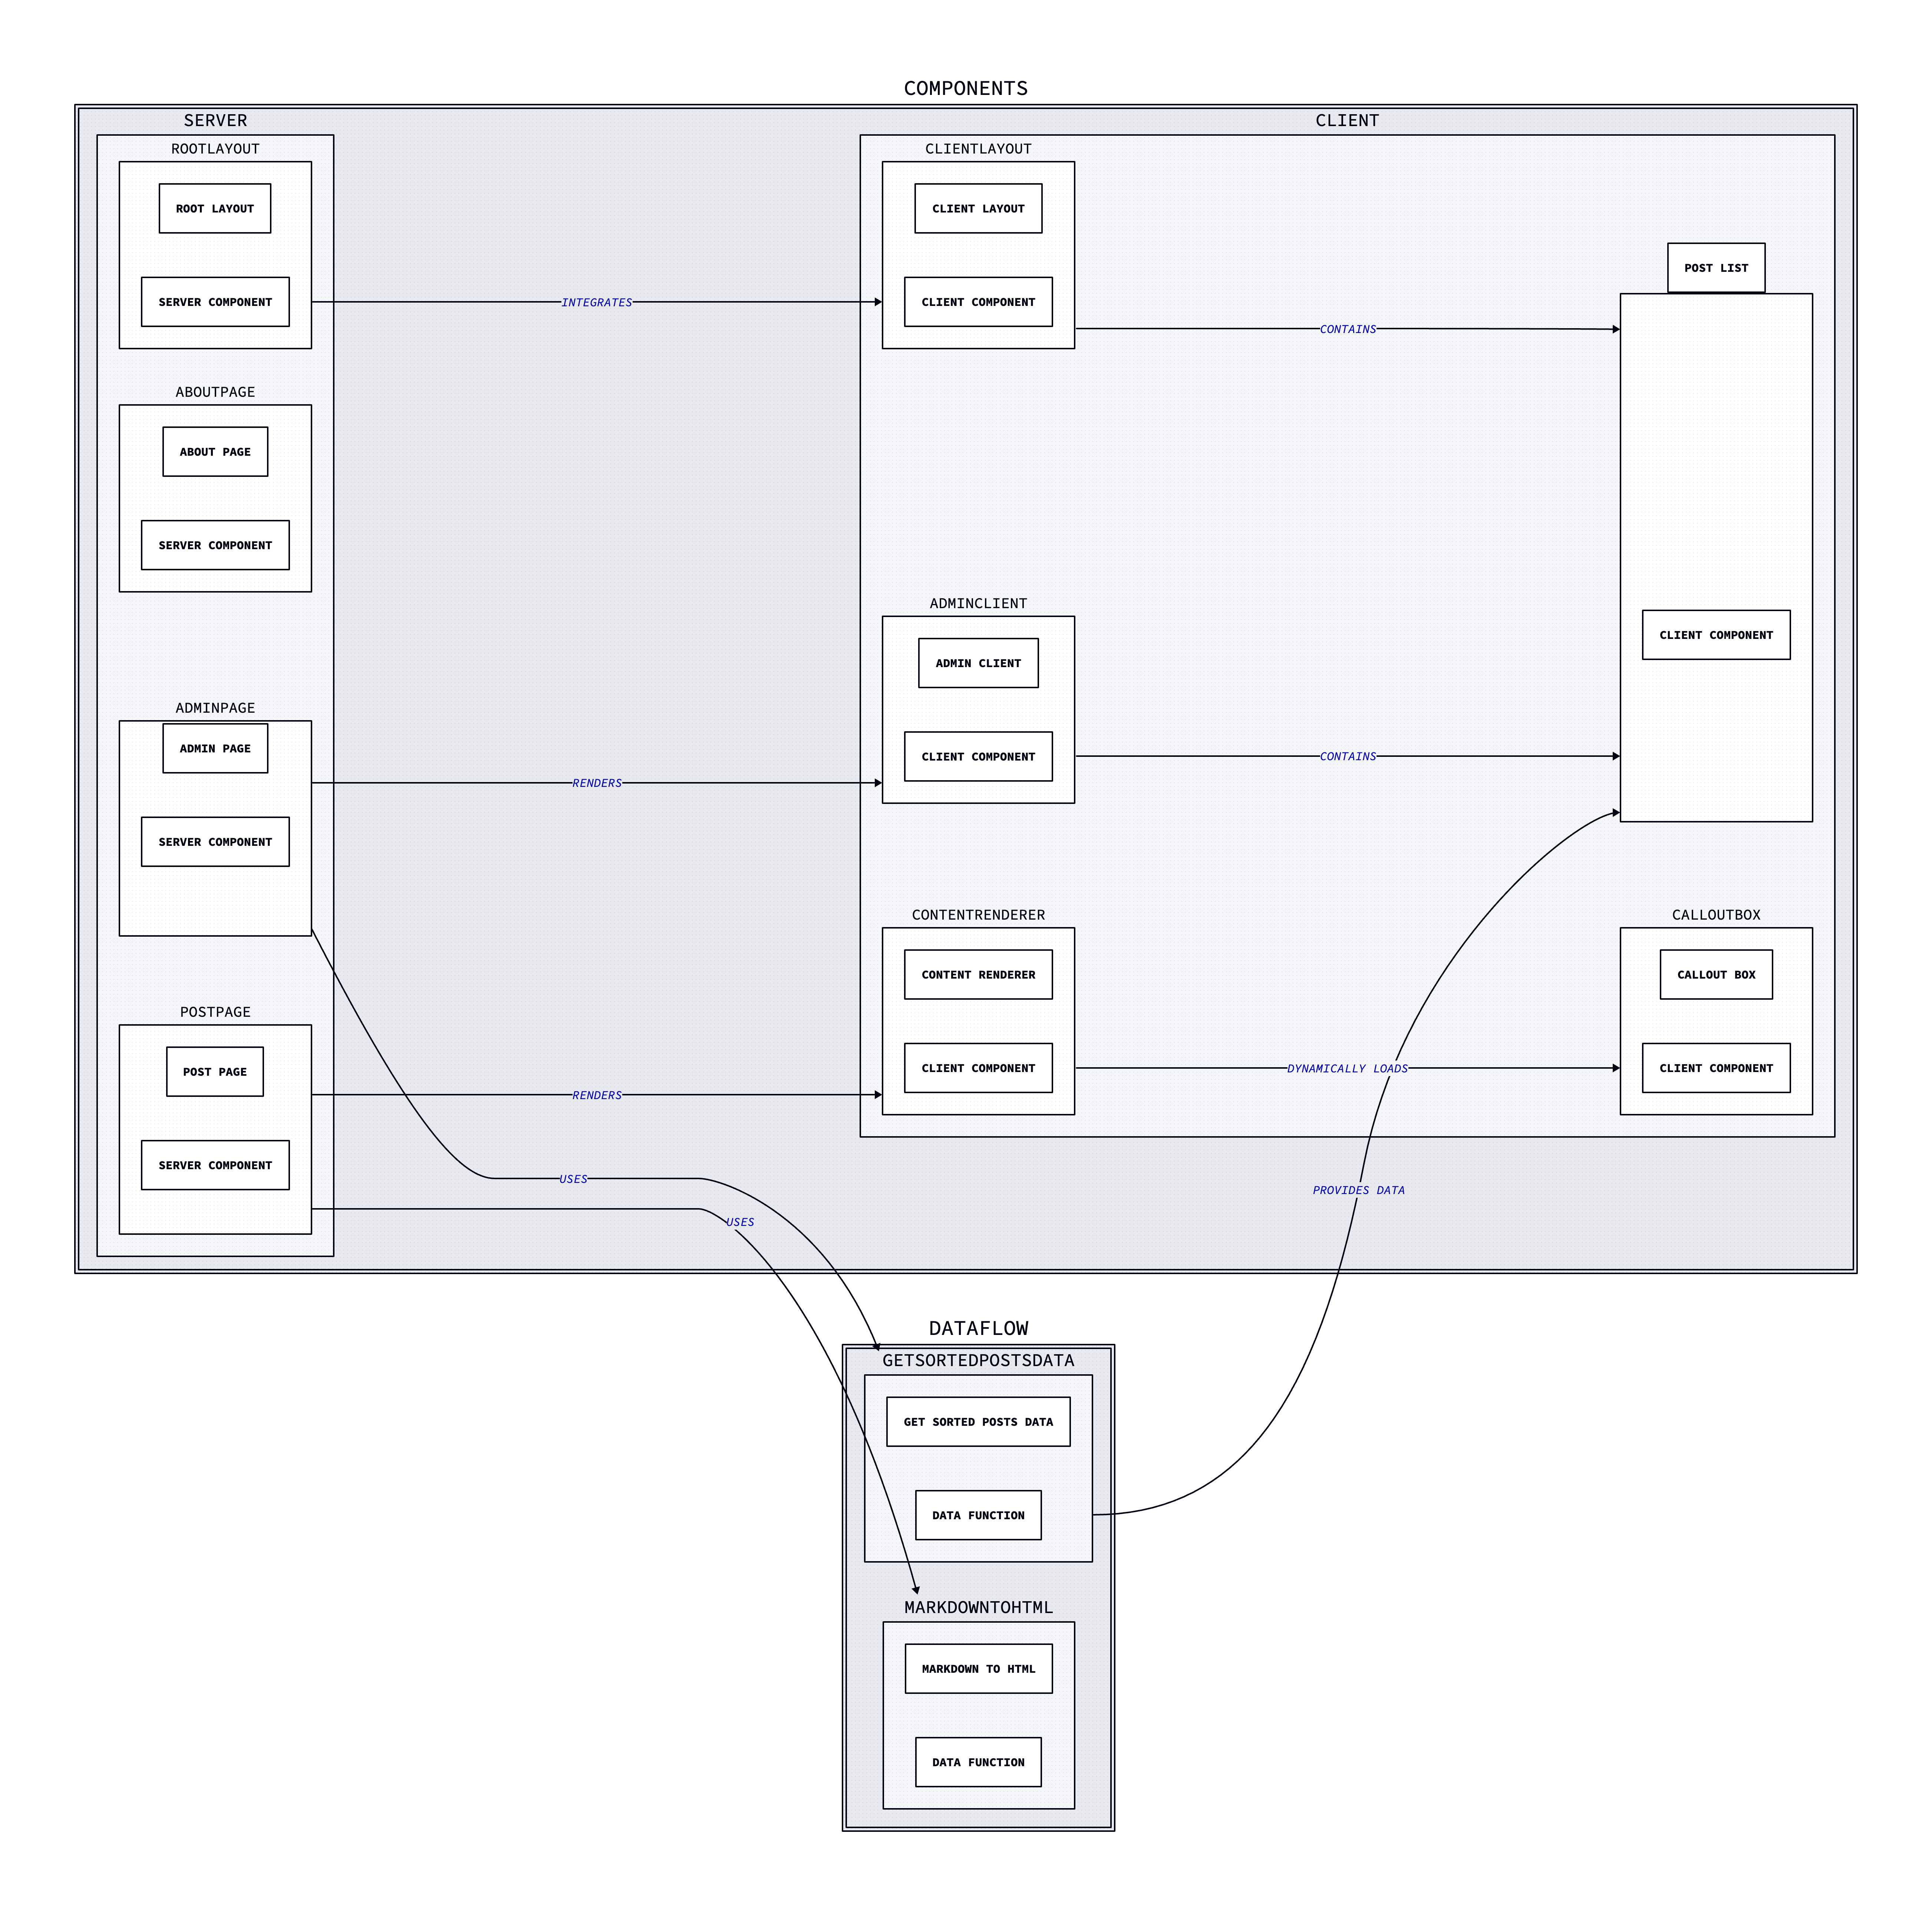 COMPONENTS
SERVER
CLIENT
ROOTLAYOUT
ROOT LAYOUT
SERVER COMPONENT
INTEGRATES
CLIENTLAYOUT
CLIENT LAYOUT
CLIENT COMPONENT
CONTAINS
POST LIST
CLIENT COMPONENT
ABOUTPAGE
ABOUT PAGE
SERVER COMPONENT
ADMINPAGE
ADMIN PAGE
SERVER COMPONENT
RENDERS
ADMINCLIENT
ADMIN CLIENT
CLIENT COMPONENT
CONTAINS
POSTPAGE
POST PAGE
SERVER COMPONENT
RENDERS
CONTENTRENDERER
CONTENT RENDERER
CLIENT COMPONENT
DYNAMICALLY LOADS
CALLOUTBOX
CALLOUT BOX
CLIENT COMPONENT
USES
USES
PROVIDES DATA
DATAFLOW
GETSORTEDPOSTSDATA
GET SORTED POSTS DATA
DATA FUNCTION
MARKDOWNTOHTML
MARKDOWN TO HTML
DATA FUNCTION